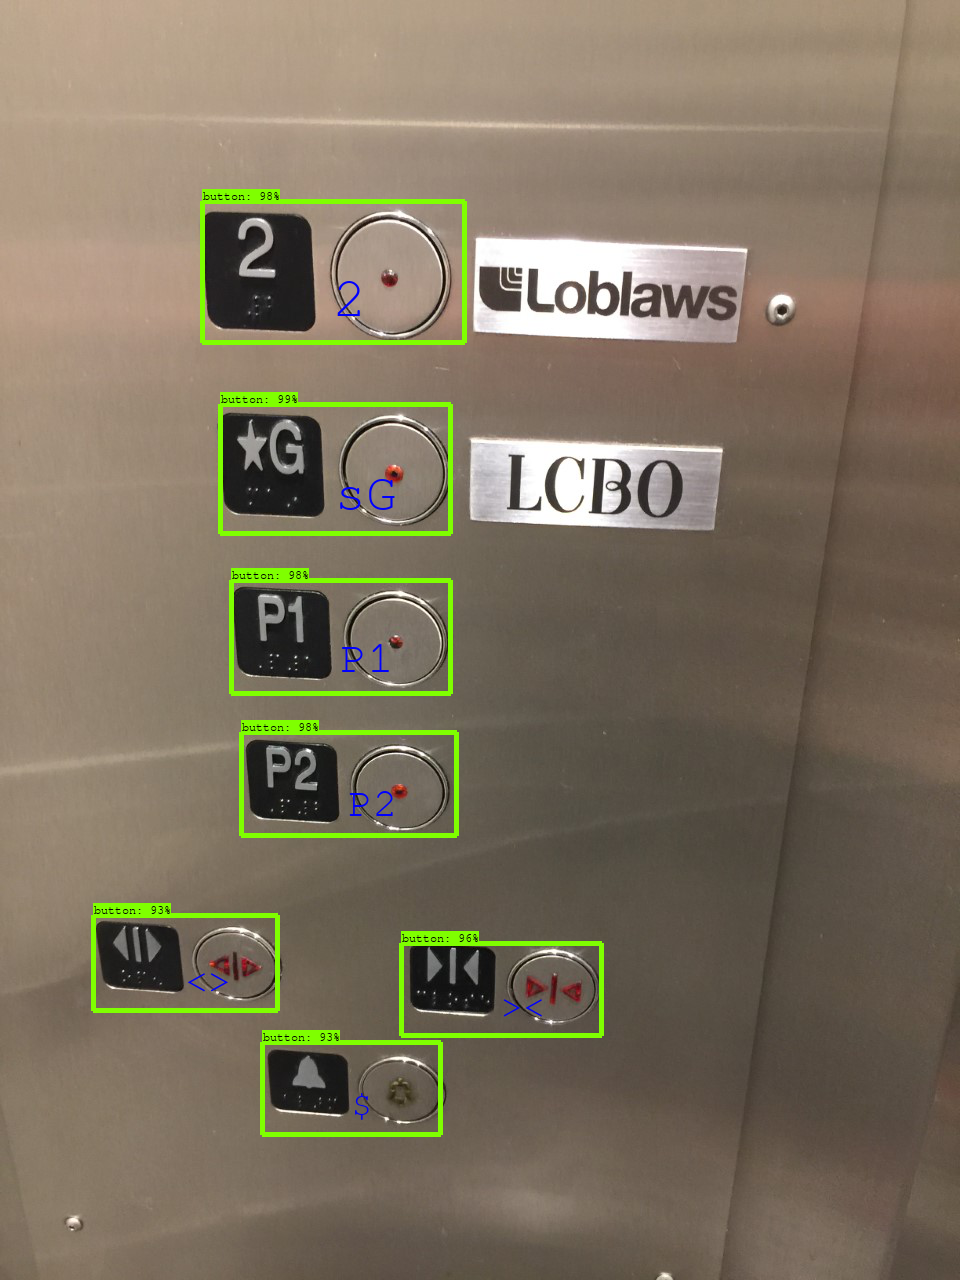 button: 98%
2
2
Loblaws
button: 99%
★G
sG
LCBO
button: 98%
P1
P1
button: 98%
P2
P2
button: 93%
<>
button: 96%
><
button: 93%
$